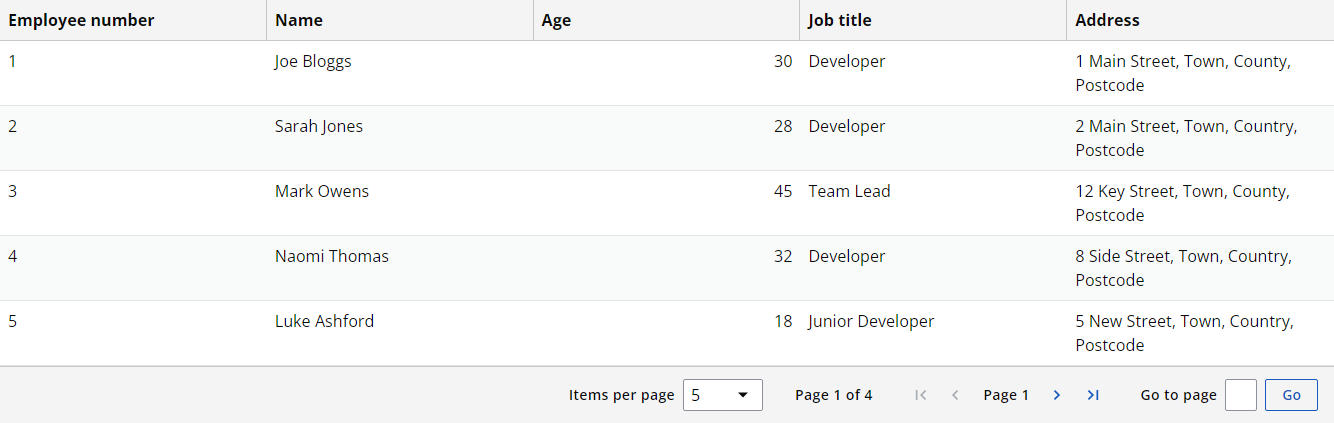 Employee number Name Age Job title Address
1 Joe Bloggs 30 Developer 1 Main Street, Town, County,
Postcode
2 Sarah Jones 28 Developer 2 Main Street, Town, Country,
Postcode
3 Mark Owens 45 Team Lead 12 Key Street, Town, County,
Postcode
4 Naomi Thomas 32 Developer 8 Side Street, Town, Country,
Postcode
5 Luke Ashford 18 Junior Developer 5 New Street, Town, Country,
Postcode
Items per page 5 Page 1 of 4 Page 1 Go to page Go